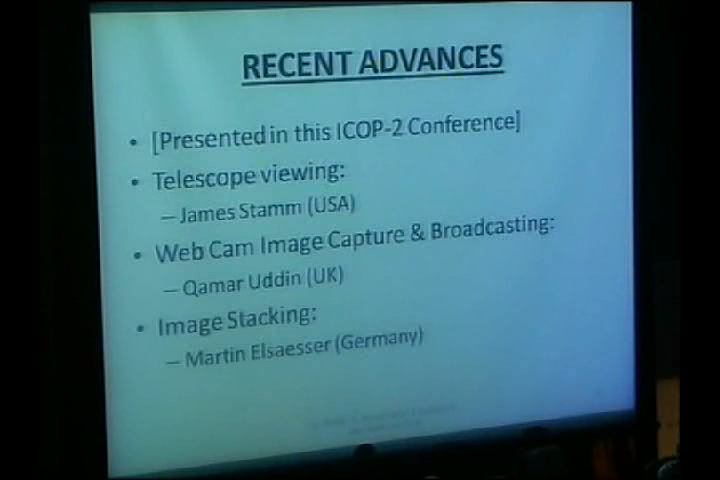 RECENT ADVANCES
• [Presented in this ICOP-2 Conference]
• Telescope viewing:
– James Stamm (USA)
• Web Cam Image Capture & Broadcasting:
– Qamar Uddin (UK)
• Image Stacking:
– Martin Elsaesser (Germany)